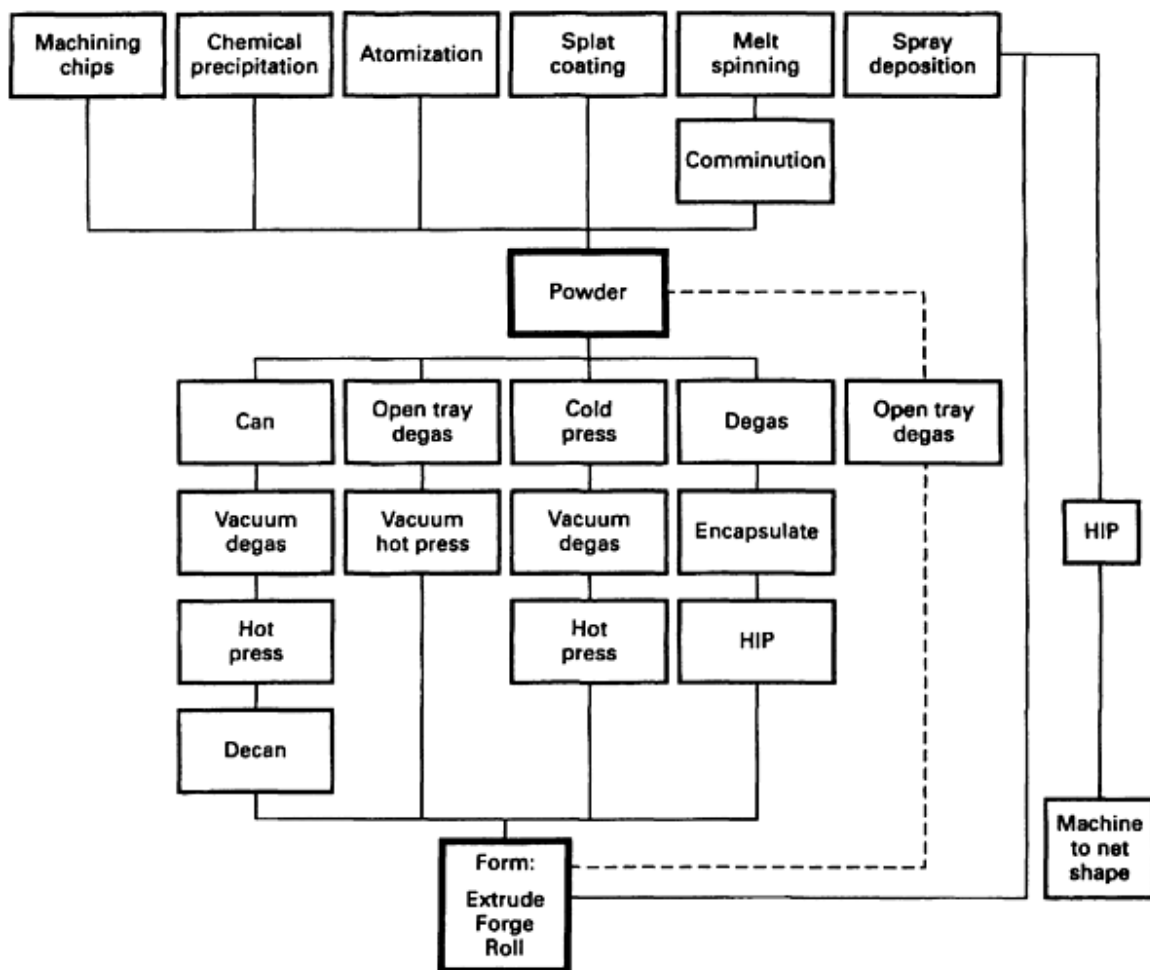 Machining
chips
Chemical
precipitation
Atomization
Splat
coating
Melt
spinning
Spray
deposition
Comminution
Powder
Can
Open tray
degas
Cold
press
Degas
Open tray
degas
Vacuum
degas
Vacuum
hot press
Vacuum
degas
Encapsulate
HIP
Hot
press
Hot
press
HIP
Decan
Machine
to net
shape
Form:
Extrude
Forge
Roll